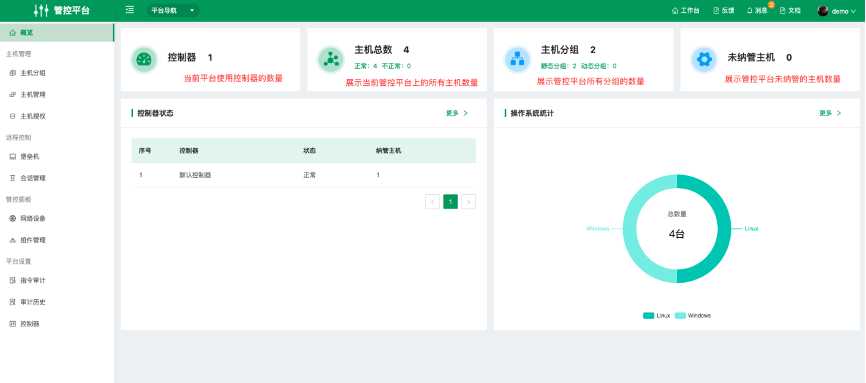 管控平台
平台导航
工作台
反馈
消息
2
文档
demo
概览
主机管理
主机分组
主机管理
主机授权
远程控制
堡垒机
会话管理
管控面板
网络设备
组件管理
平台设置
指令审计
审计历史
控制器
控制器 1
当前平台使用控制器的数量
主机总数 4
正常：4 不正常：0
展示当前管控平台上的所有主机数量
主机分组 2
静态分组：2 动态分组：0
展示管控平台所有分组的数量
未纳管主机 0
展示管控平台未纳管的主机数量
控制器状态
更多 >
序号 控制器 状态 纳管主机
1 默认控制器 正常 1
< 1 >
操作系统统计
更多 >
总数量
4台
Windows
Linux
Linux Windows